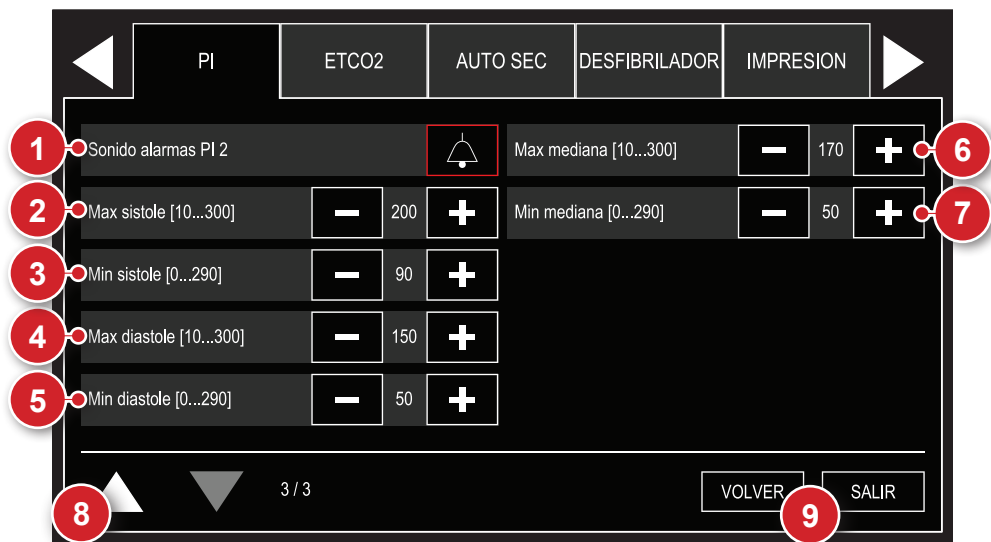 PI
ETCO2
AUTO SEC
DESFIBRILADOR
IMPRESION
1
Sonido alarmas PI 2
2
Max sistole [10...300]
200
3
Min sistole [0...290]
90
4
Max diastole [10...300]
150
5
Min diastole [0...290]
50
Max mediana [10...300]
170
6
Min mediana [0...290]
50
7
8
3 / 3
VOLVER
9
SALIR